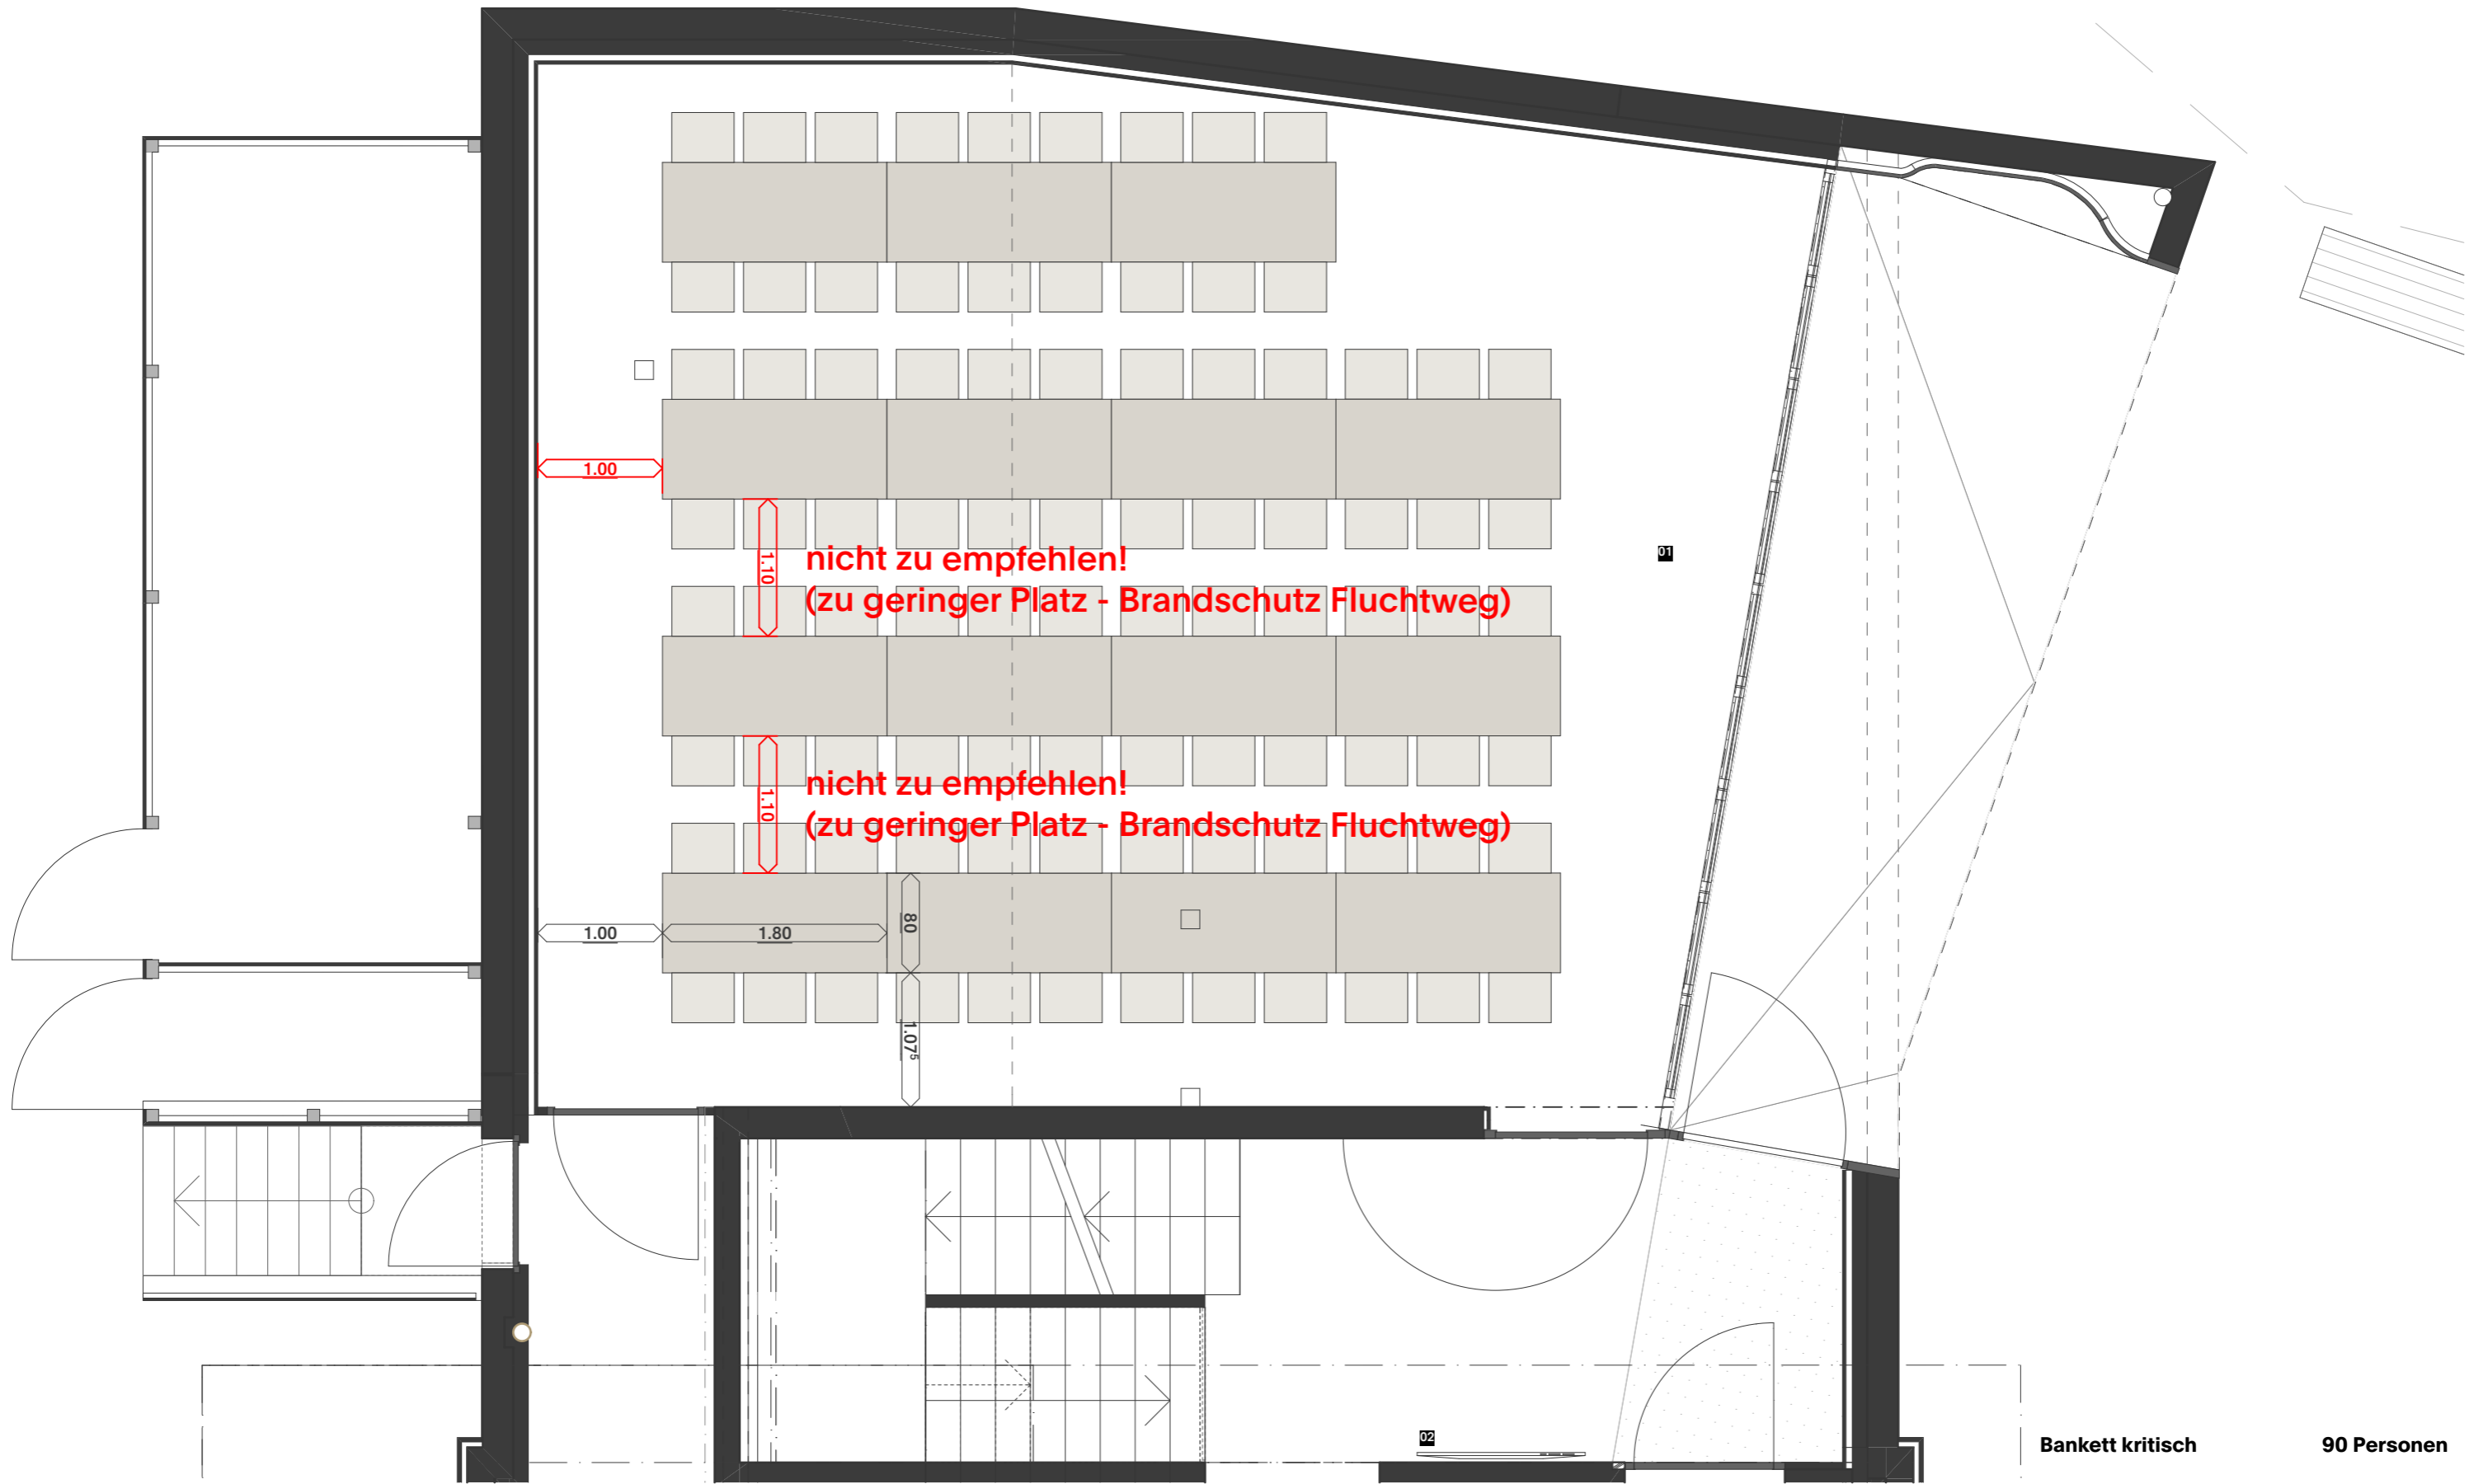 1.00
1.10
nicht zu empfehlen!
(zu geringer Platz - Brandschutz Fluchtweg)
01
1.10
nicht zu empfehlen!
(zu geringer Platz - Brandschutz Fluchtweg)
1.00
1.80
80
1.07⁵
02
Bankett kritisch
90 Personen